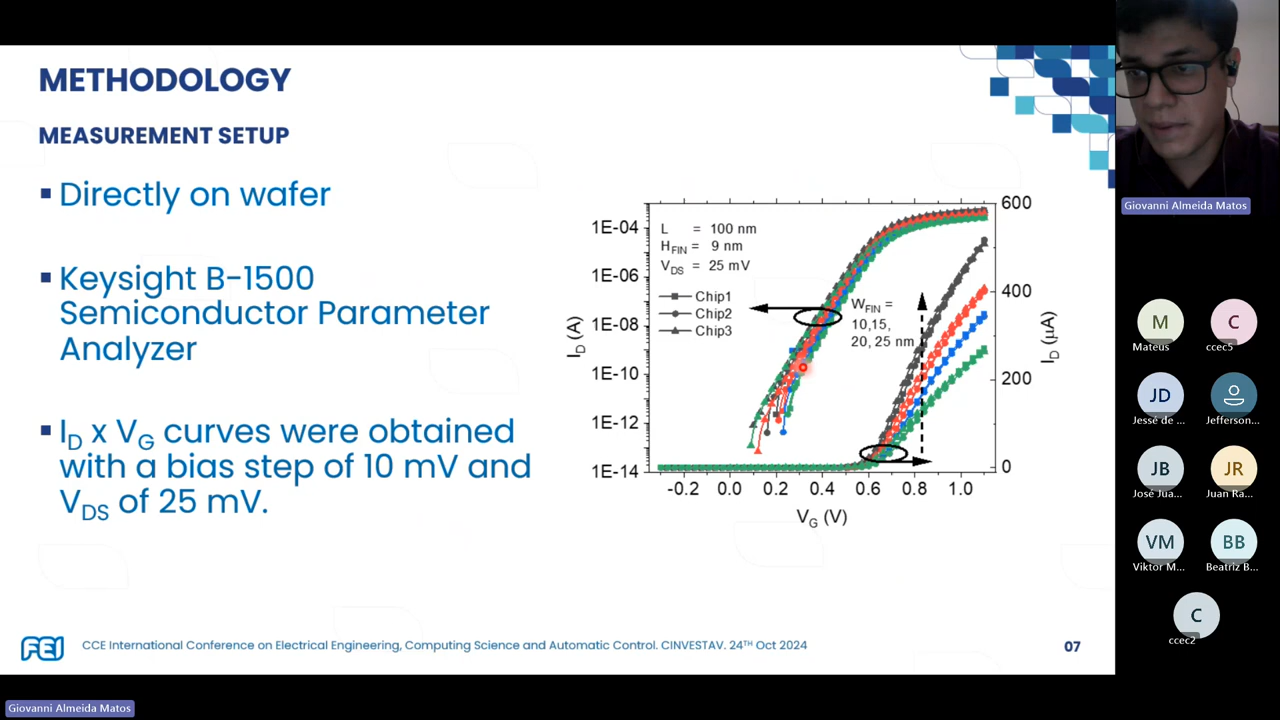 METHODOLOGY
MEASUREMENT SETUP
▪ Directly on wafer
▪ Keysight B-1500
Semiconductor Parameter
Analyzer
▪ ID x VG curves were obtained
with a bias step of 10 mV and
VDS of 25 mV.
1E-04
1E-06
1E-08
1E-10
1E-12
1E-14
ID (A)
L = 100 nm
HFIN = 9 nm
VDS = 25 mV
Chip1
Chip2
Chip3
WFIN =
10,15,
20, 25 nm
600
400
200
0
ID (μA)
-0.2 0.0 0.2 0.4 0.6 0.8 1.0
VG (V)
FEI
CCE International Conference on Electrical Engineering, Computing Science and Automatic Control. CINVESTAV. 24TH Oct 2024
07
Giovanni Almeida Matos
Giovanni Almeida Matos
M
Mateus
C
ccec5
JD
Jessé de ...
Jefferson...
JB
José Jua...
JR
Juan Ra...
VM
Viktor M...
BB
Beatriz B...
C
ccec2